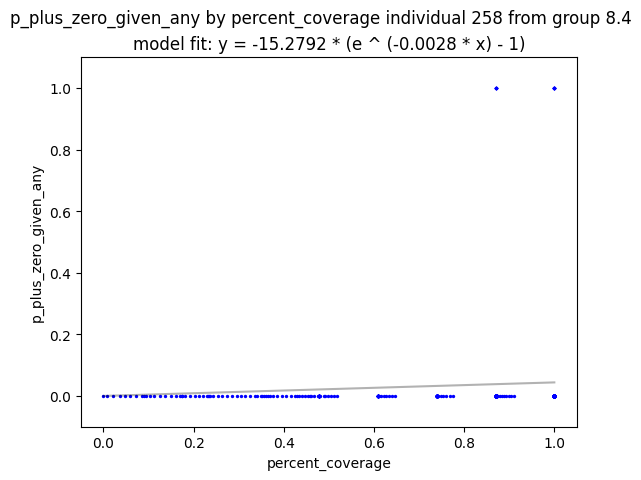 p_plus_zero_given_any by percent_coverage individual 258 from group 8.4
model fit: y = -15.2792 * (e ^ (-0.0028 * x) - 1)
1.0
0.8
0.6
0.4
0.2
0.0
p_plus_zero_given_any
0.0 0.2 0.4 0.6 0.8 1.0
percent_coverage